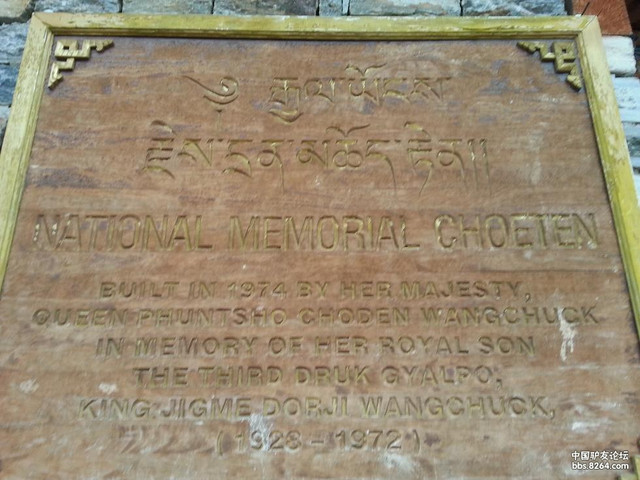 ༄ རྒྱལ་ཡོངས་
རྗེས་དྲན་མཆོད་རྟེན།།
NATIONAL MEMORIAL CHOETEN
BUILT IN 1974 BY HER MAJESTY,
QUEEN PHUNTSHO CHODEN WANGCHUCK
IN MEMORY OF HER ROYAL SON
THE THIRD DRUK GYALPO;
KING JIGME DORJI WANGCHUCK,
(1928 - 1972)
中国驴友论坛
bbs.8264.com